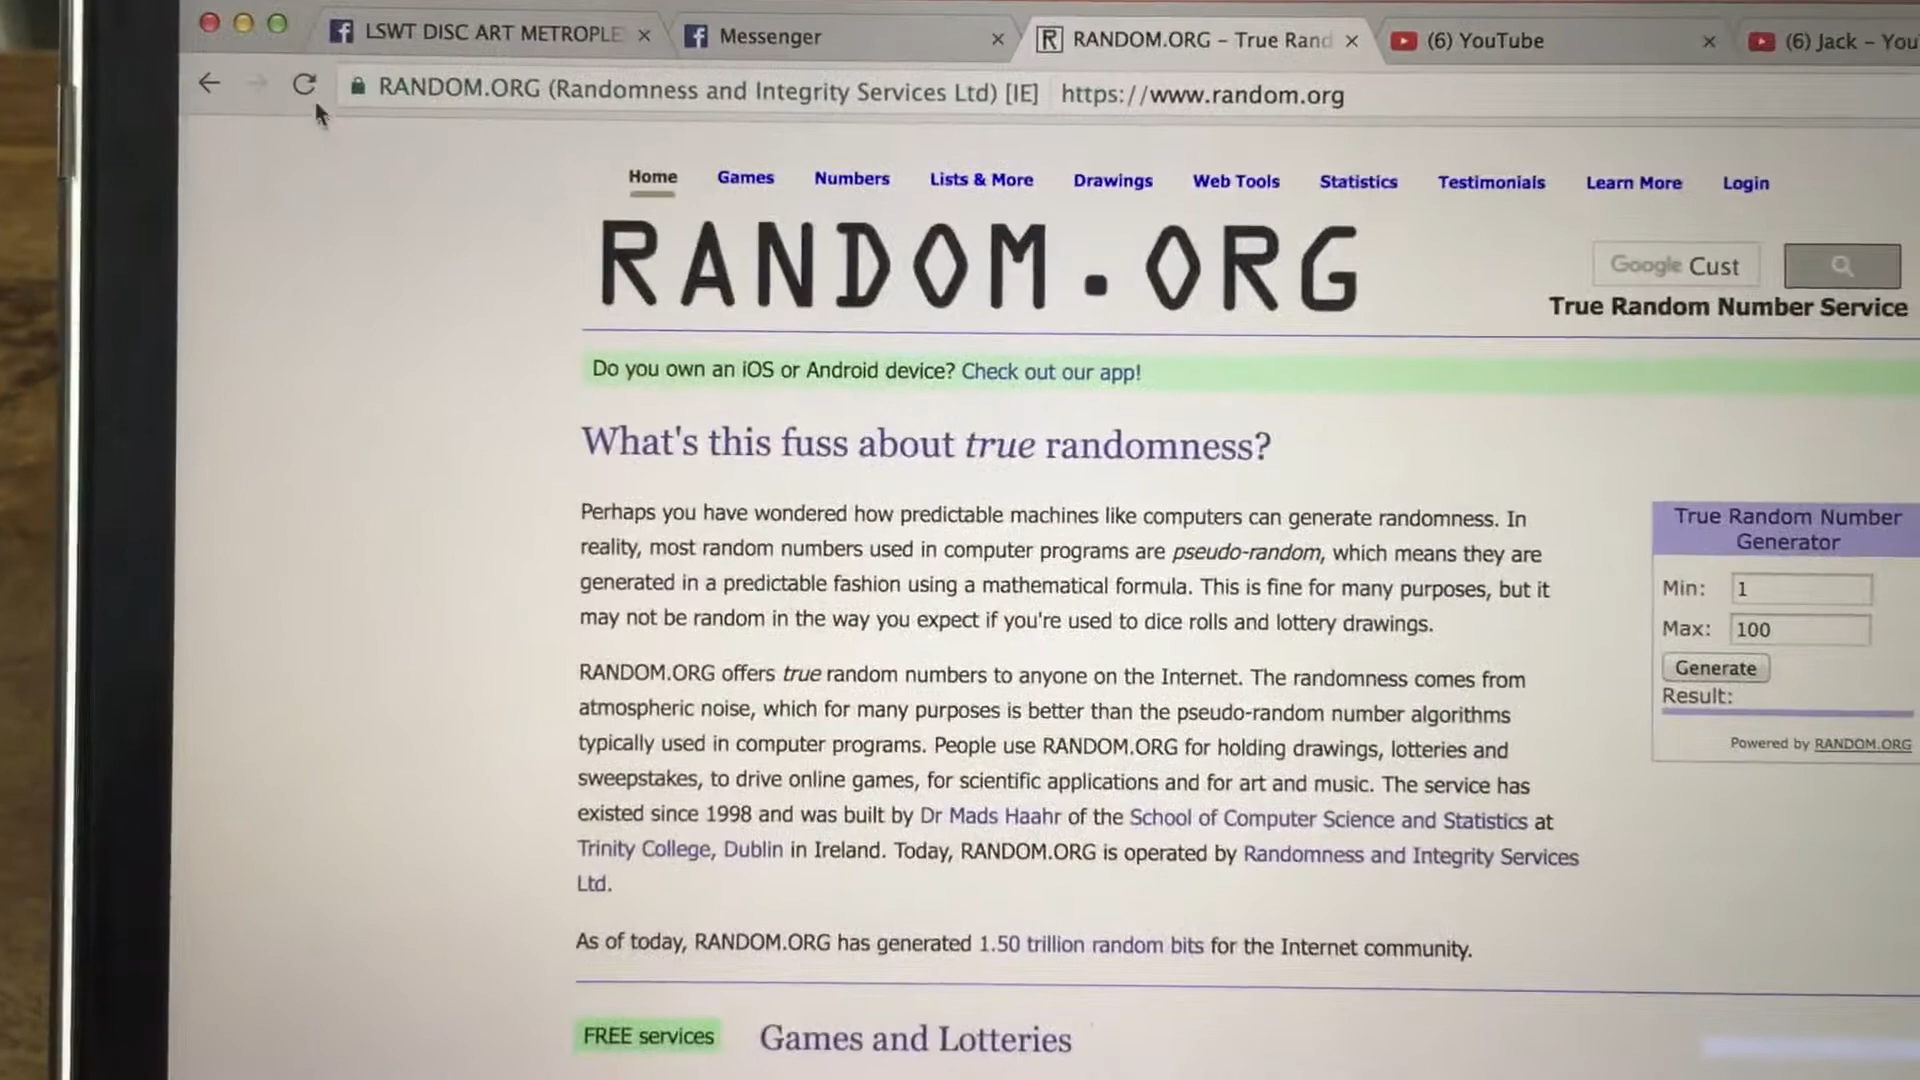 LSWT DISC ART METROPLE
Messenger
RANDOM.ORG – True Rand
(6) YouTube
(6) Jack – You
RANDOM.ORG (Randomness and Integrity Services Ltd) [IE]
https://www.random.org
Home
Games
Numbers
Lists & More
Drawings
Web Tools
Statistics
Testimonials
Learn More
Login
RANDOM.ORG
Google Cust
True Random Number Service
Do you own an iOS or Android device? Check out our app!
What's this fuss about true randomness?
Perhaps you have wondered how predictable machines like computers can generate randomness. In
reality, most random numbers used in computer programs are pseudo-random, which means they are
generated in a predictable fashion using a mathematical formula. This is fine for many purposes, but it
may not be random in the way you expect if you're used to dice rolls and lottery drawings.
RANDOM.ORG offers true random numbers to anyone on the Internet. The randomness comes from
atmospheric noise, which for many purposes is better than the pseudo-random number algorithms
typically used in computer programs. People use RANDOM.ORG for holding drawings, lotteries and
sweepstakes, to drive online games, for scientific applications and for art and music. The service has
existed since 1998 and was built by Dr Mads Haahr of the School of Computer Science and Statistics at
Trinity College, Dublin in Ireland. Today, RANDOM.ORG is operated by Randomness and Integrity Services
Ltd.
As of today, RANDOM.ORG has generated 1.50 trillion random bits for the Internet community.
True Random Number
Generator
Min: 1
Max: 100
Generate
Result:
Powered by RANDOM.ORG
FREE services
Games and Lotteries